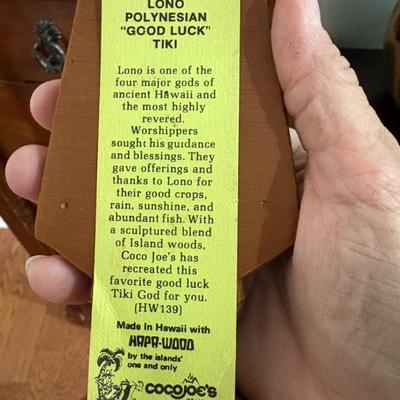 LONO
POLYNESIAN
"GOOD LUCK"
TIKI
Lono is one of the
four major gods of
ancient Hawaii and
the most highly
revered.
Worshippers
sought his guidance
and blessings. They
gave offerings and
thanks to Lono for
their good crops,
rain, sunshine, and
abundant fish. With
a sculptured blend
of Island woods,
Coco Joe's has
recreated this
favorite good luck
Tiki God for you.
(HW139)
Made In Hawaii with
HAPA-WOOD
by the islands'
one and only
COCO JOE'S